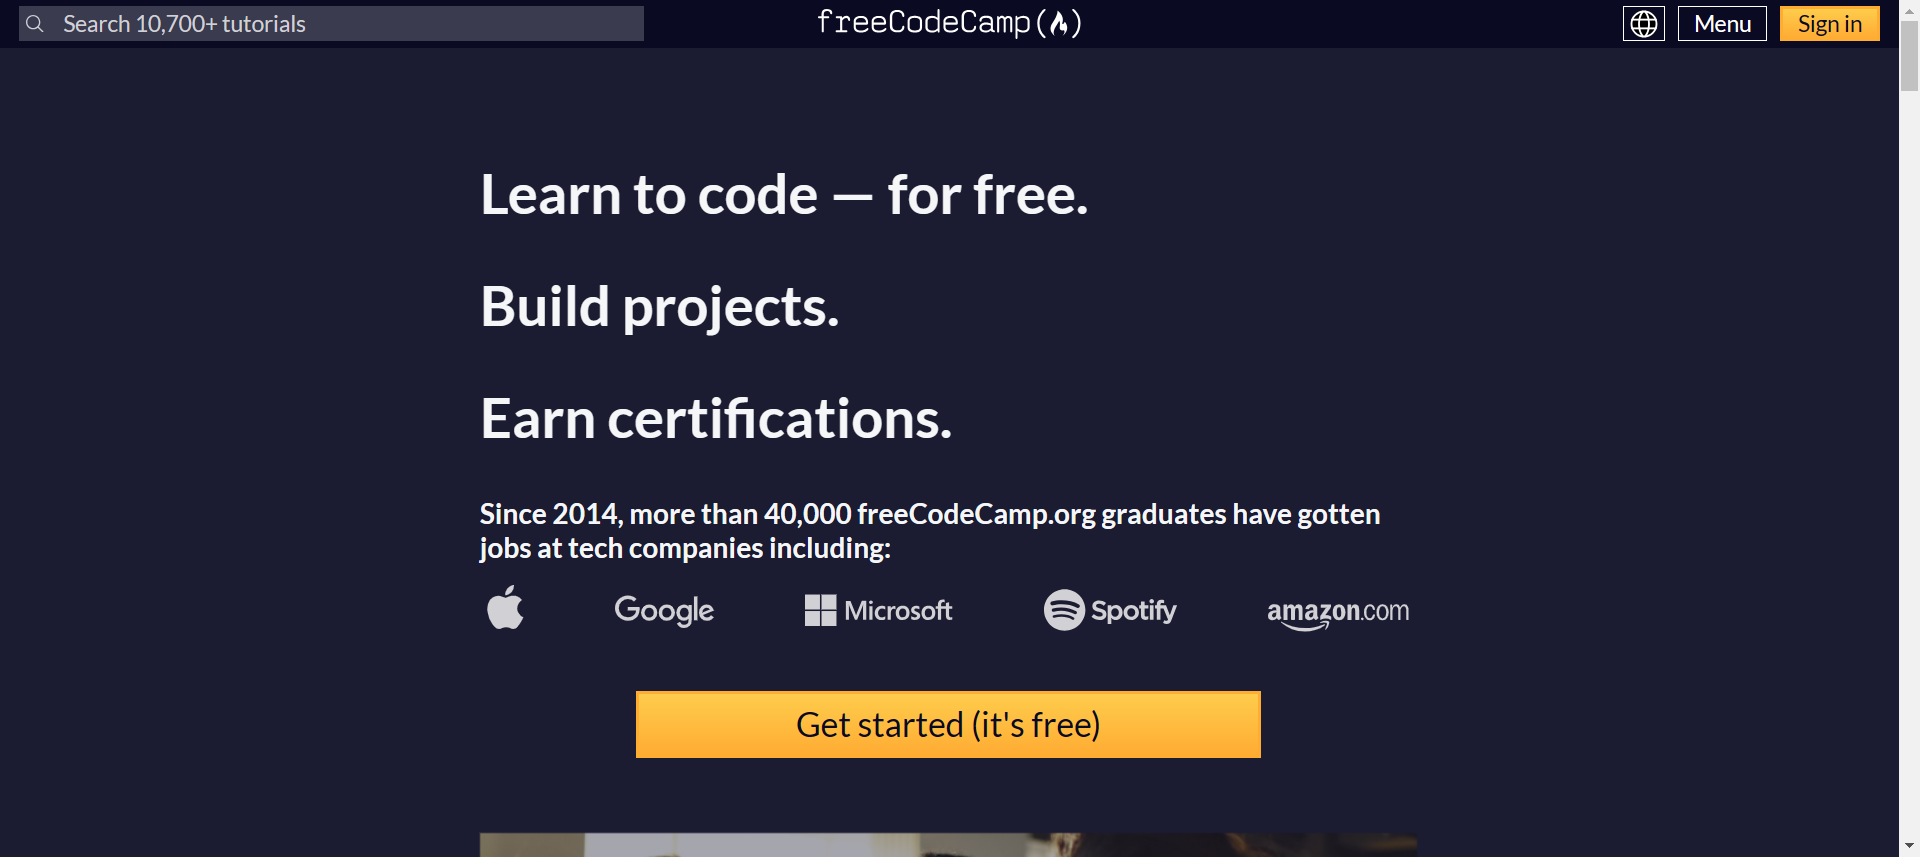 Search 10,700+ tutorials
freeCodeCamp(🔥)
Menu
Sign in
Learn to code — for free.
Build projects.
Earn certifications.
Since 2014, more than 40,000 freeCodeCamp.org graduates have gotten
jobs at tech companies including:
Google
Microsoft
Spotify
amazon.com
Get started (it's free)